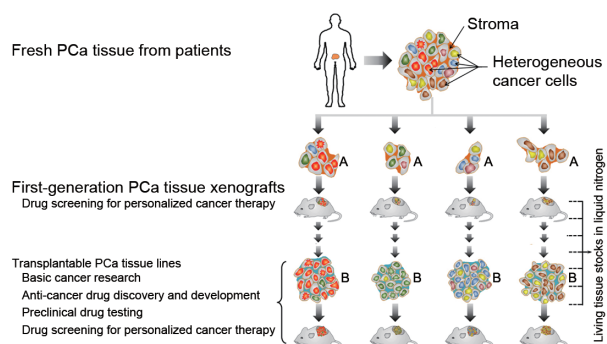 Fresh PCa tissue from patients
Stroma
Heterogeneous
cancer cells
A
A
A
A
First-generation PCa tissue xenografts
Drug screening for personalized cancer therapy
Transplantable PCa tissue lines
Basic cancer research
Anti-cancer drug discovery and development
Preclinical drug testing
Drug screening for personalized cancer therapy
B
B
B
B
Living tissue stocks in liquid nitrogen